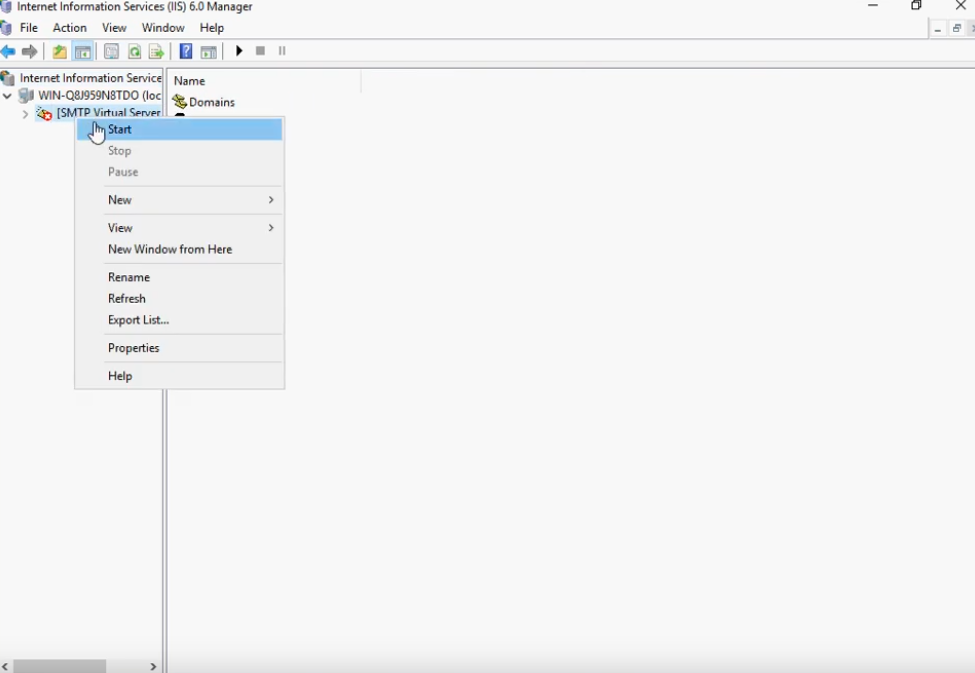 Internet Information Services (IIS) 6.0 Manager
File Action View Window Help
Internet Information Service
Name
WIN-Q8J959N8TDO (loc
Domains
[SMTP Virtual Server
Start
Stop
Pause
New
View
New Window from Here
Rename
Refresh
Export List...
Properties
Help